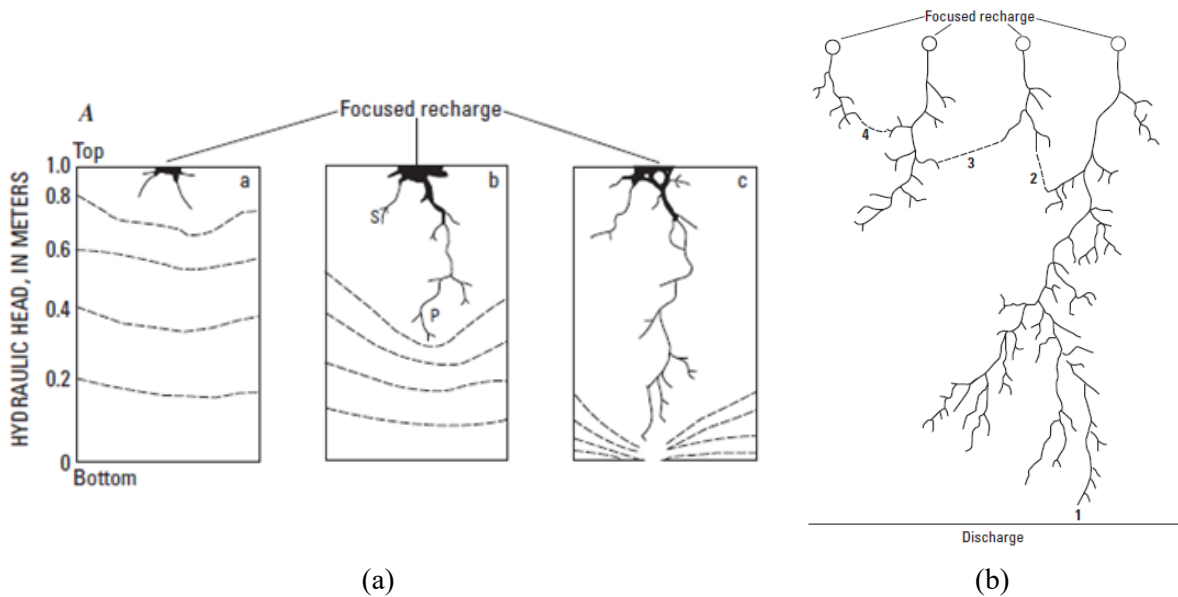 A
Focused recharge
Top
HYDRAULIC HEAD, IN METERS
1.0
0.8
0.6
0.4
0.2
0
Bottom
a
b
S
P
c
(a)
Focused recharge
4
3
2
1
Discharge
(b)